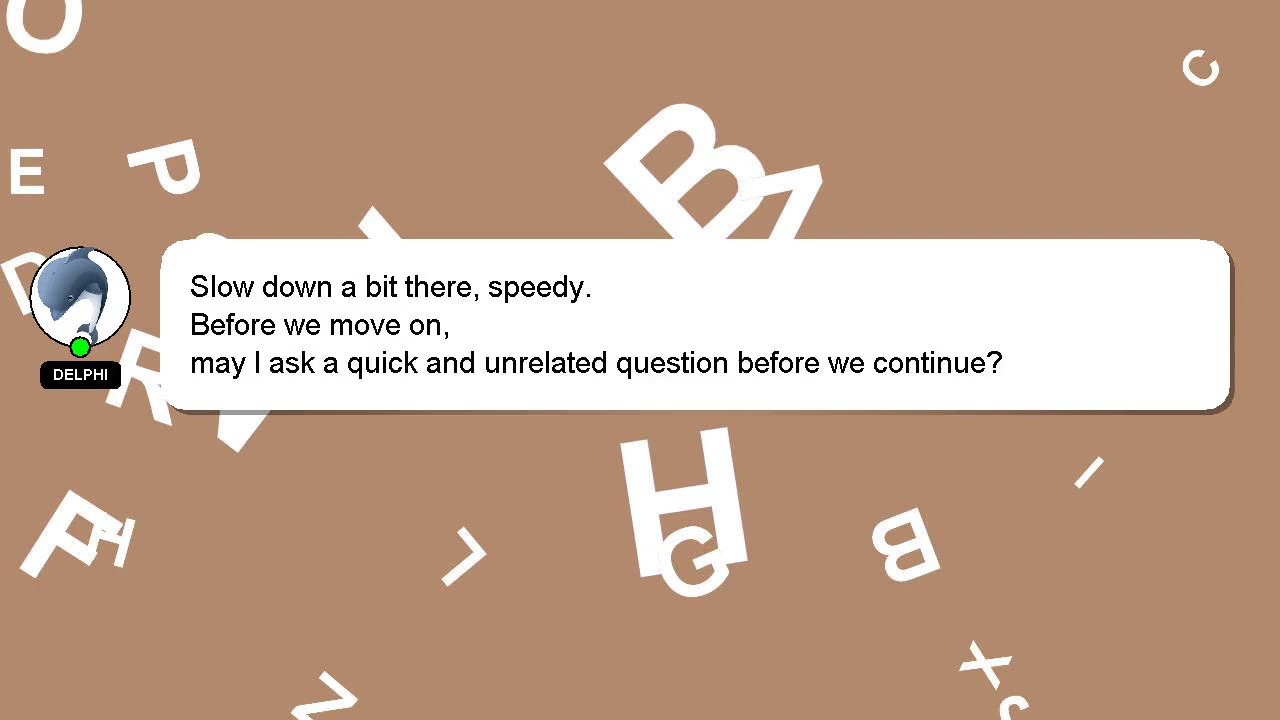 O
C
B
E
P
A
D
DELPHI
Slow down a bit there, speedy.
Before we move on,
may I ask a quick and unrelated question before we continue?
R
H
I
F
H
L
G
B
X
Z
J